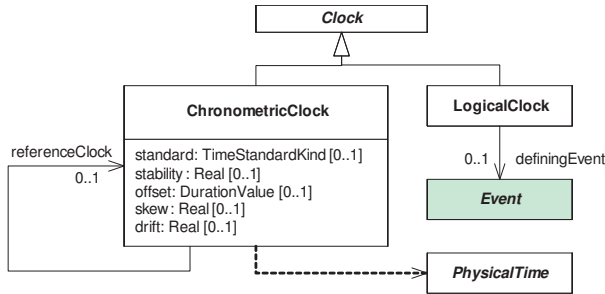 Clock
ChronometricClock
standard: TimeStandardKind [0..1]
stability: Real [0..1]
offset: DurationValue [0..1]
skew: Real [0..1]
drift: Real [0..1]
referenceClock
0..1
LogicalClock
0..1 definingEvent
Event
PhysicalTime